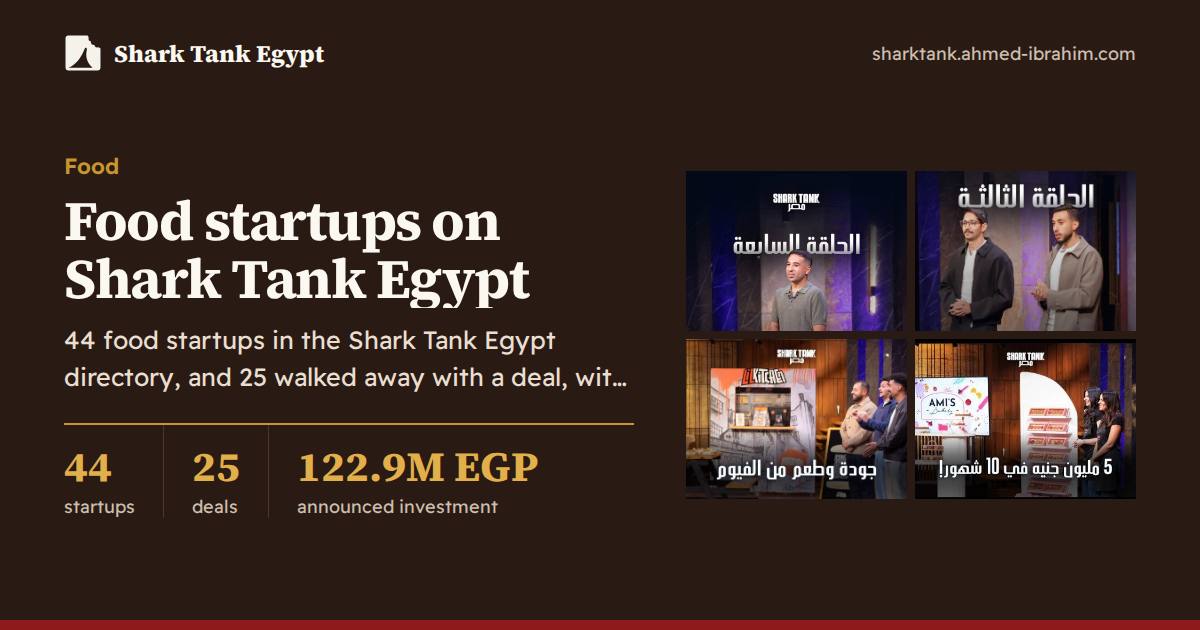 Shark Tank Egypt
sharktank.ahmed-ibrahim.com
Food
Food startups on
Shark Tank Egypt
44 food startups in the Shark Tank Egypt
directory, and 25 walked away with a deal, wit…
44
startups
25
deals
122.9M EGP
announced investment
SHARK TANK
مصر
الحلقة السابعة
الحلقة الثالثة
SHARK TANK
مصر
جودة وطعم من الفيوم
SHARK TANK
مصر
AMI'S
5 مليون جنيه في 10 شهور!